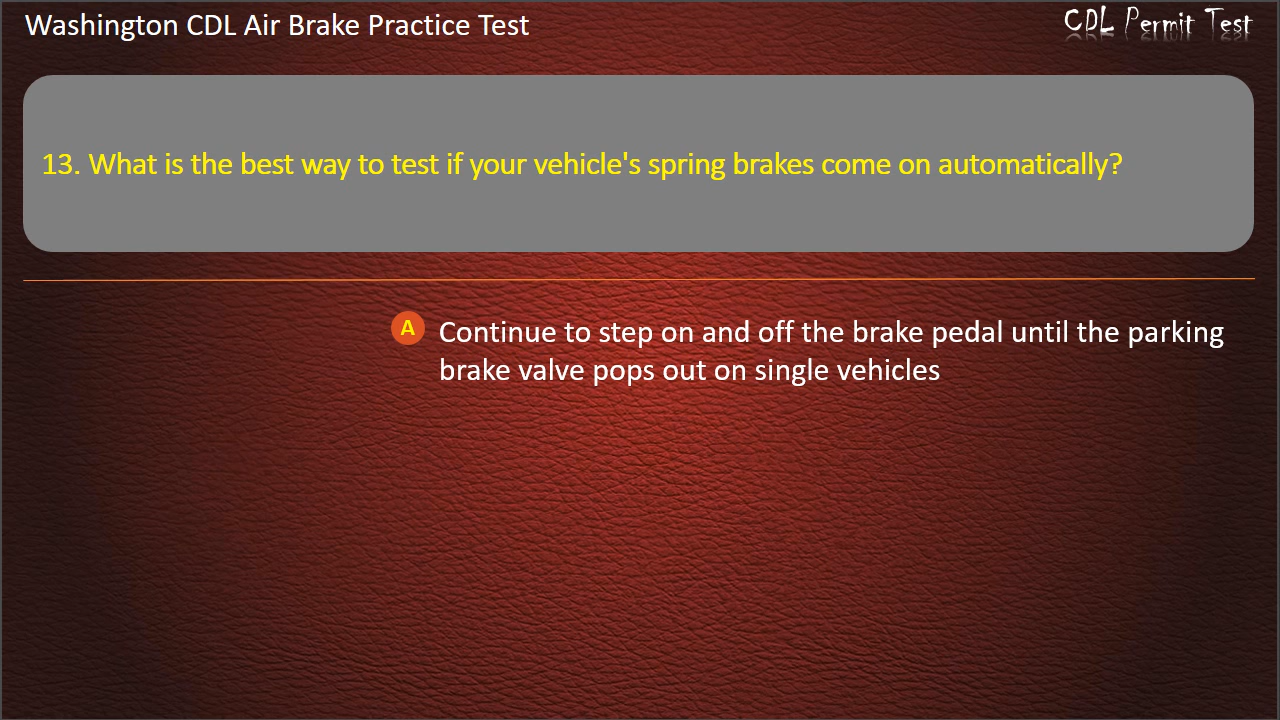 Washington CDL Air Brake Practice Test
CDL Permit Test
13. What is the best way to test if your vehicle's spring brakes come on automatically?
A Continue to step on and off the brake pedal until the parking
brake valve pops out on single vehicles